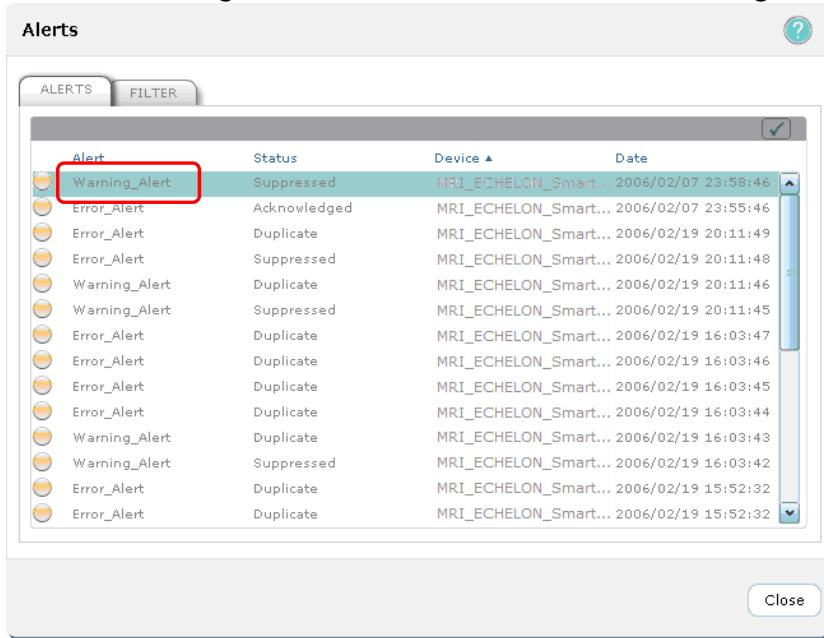 Alerts ?
ALERTS FILTER
Alert Status Device ▲ Date
Warning_Alert Suppressed MRI_ECHELON_Smart... 2006/02/07 23:58:46
Error_Alert Acknowledged MRI_ECHELON_Smart... 2006/02/07 23:55:46
Error_Alert Duplicate MRI_ECHELON_Smart... 2006/02/19 20:11:49
Error_Alert Suppressed MRI_ECHELON_Smart... 2006/02/19 20:11:48
Warning_Alert Duplicate MRI_ECHELON_Smart... 2006/02/19 20:11:46
Warning_Alert Suppressed MRI_ECHELON_Smart... 2006/02/19 20:11:45
Error_Alert Duplicate MRI_ECHELON_Smart... 2006/02/19 16:03:47
Error_Alert Duplicate MRI_ECHELON_Smart... 2006/02/19 16:03:46
Error_Alert Duplicate MRI_ECHELON_Smart... 2006/02/19 16:03:45
Error_Alert Duplicate MRI_ECHELON_Smart... 2006/02/19 16:03:44
Warning_Alert Duplicate MRI_ECHELON_Smart... 2006/02/19 16:03:43
Warning_Alert Suppressed MRI_ECHELON_Smart... 2006/02/19 16:03:42
Error_Alert Duplicate MRI_ECHELON_Smart... 2006/02/19 15:52:32
Error_Alert Duplicate MRI_ECHELON_Smart... 2006/02/19 15:52:32
Close